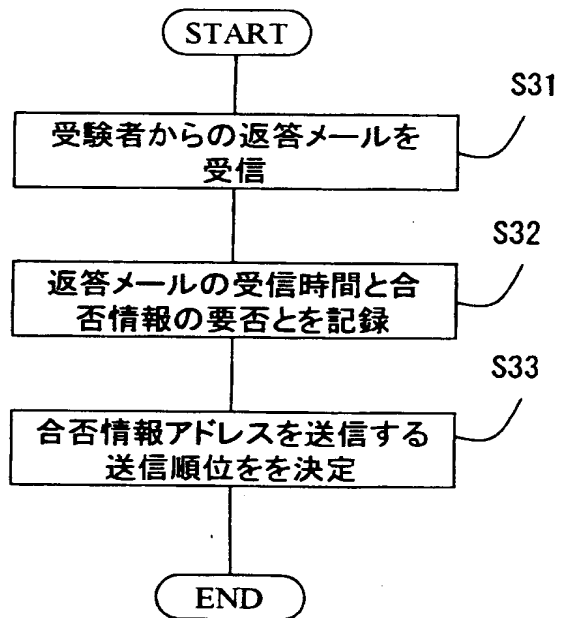 START
S31
受験者からの返答メールを
受信
S32
返答メールの受信時間と合
否情報の要否とを記録
S33
合否情報アドレスを送信する
送信順位をを決定
END